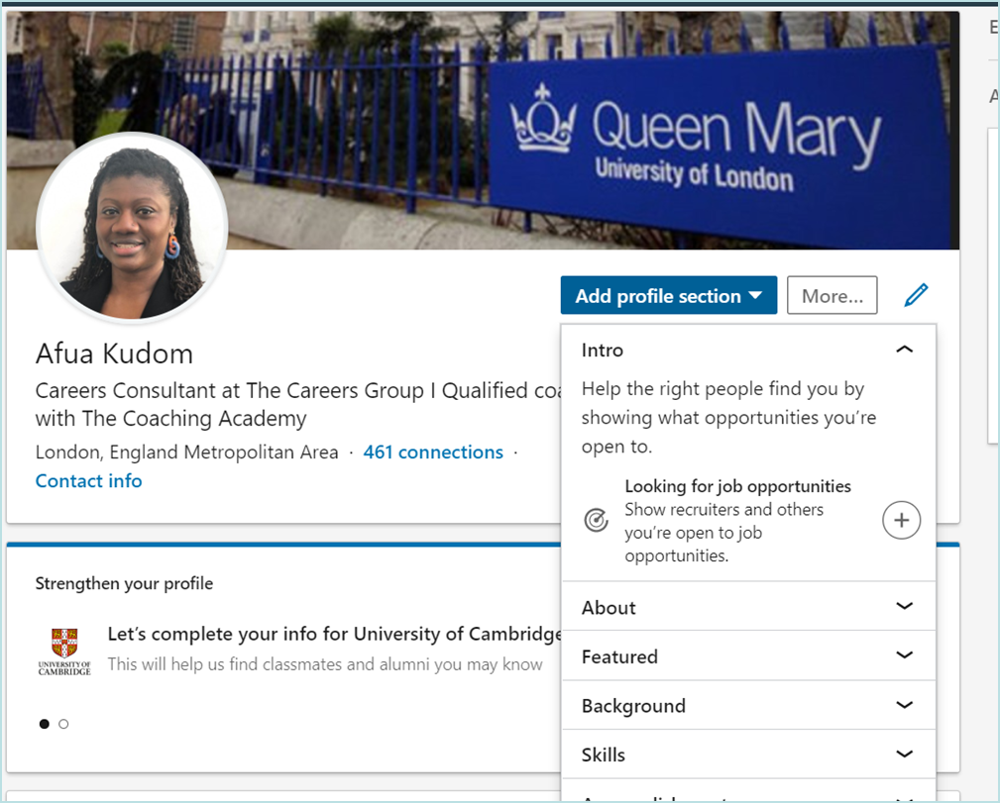 Queen Mary
University of London
Add profile section
More...
Afua Kudom
Careers Consultant at The Careers Group I Qualified
with The Coaching Academy
London, England Metropolitan Area · 461 connections ·
Contact info
Intro
Help the right people find you by
showing what opportunities you’re
open to.
Looking for job opportunities
Show recruiters and others
you’re open to job
opportunities.
About
Featured
Background
Skills
Strengthen your profile
Let’s complete your info for University of Cambridge
This will help us find classmates and alumni you may know
UNIVERSITY OF
CAMBRIDGE